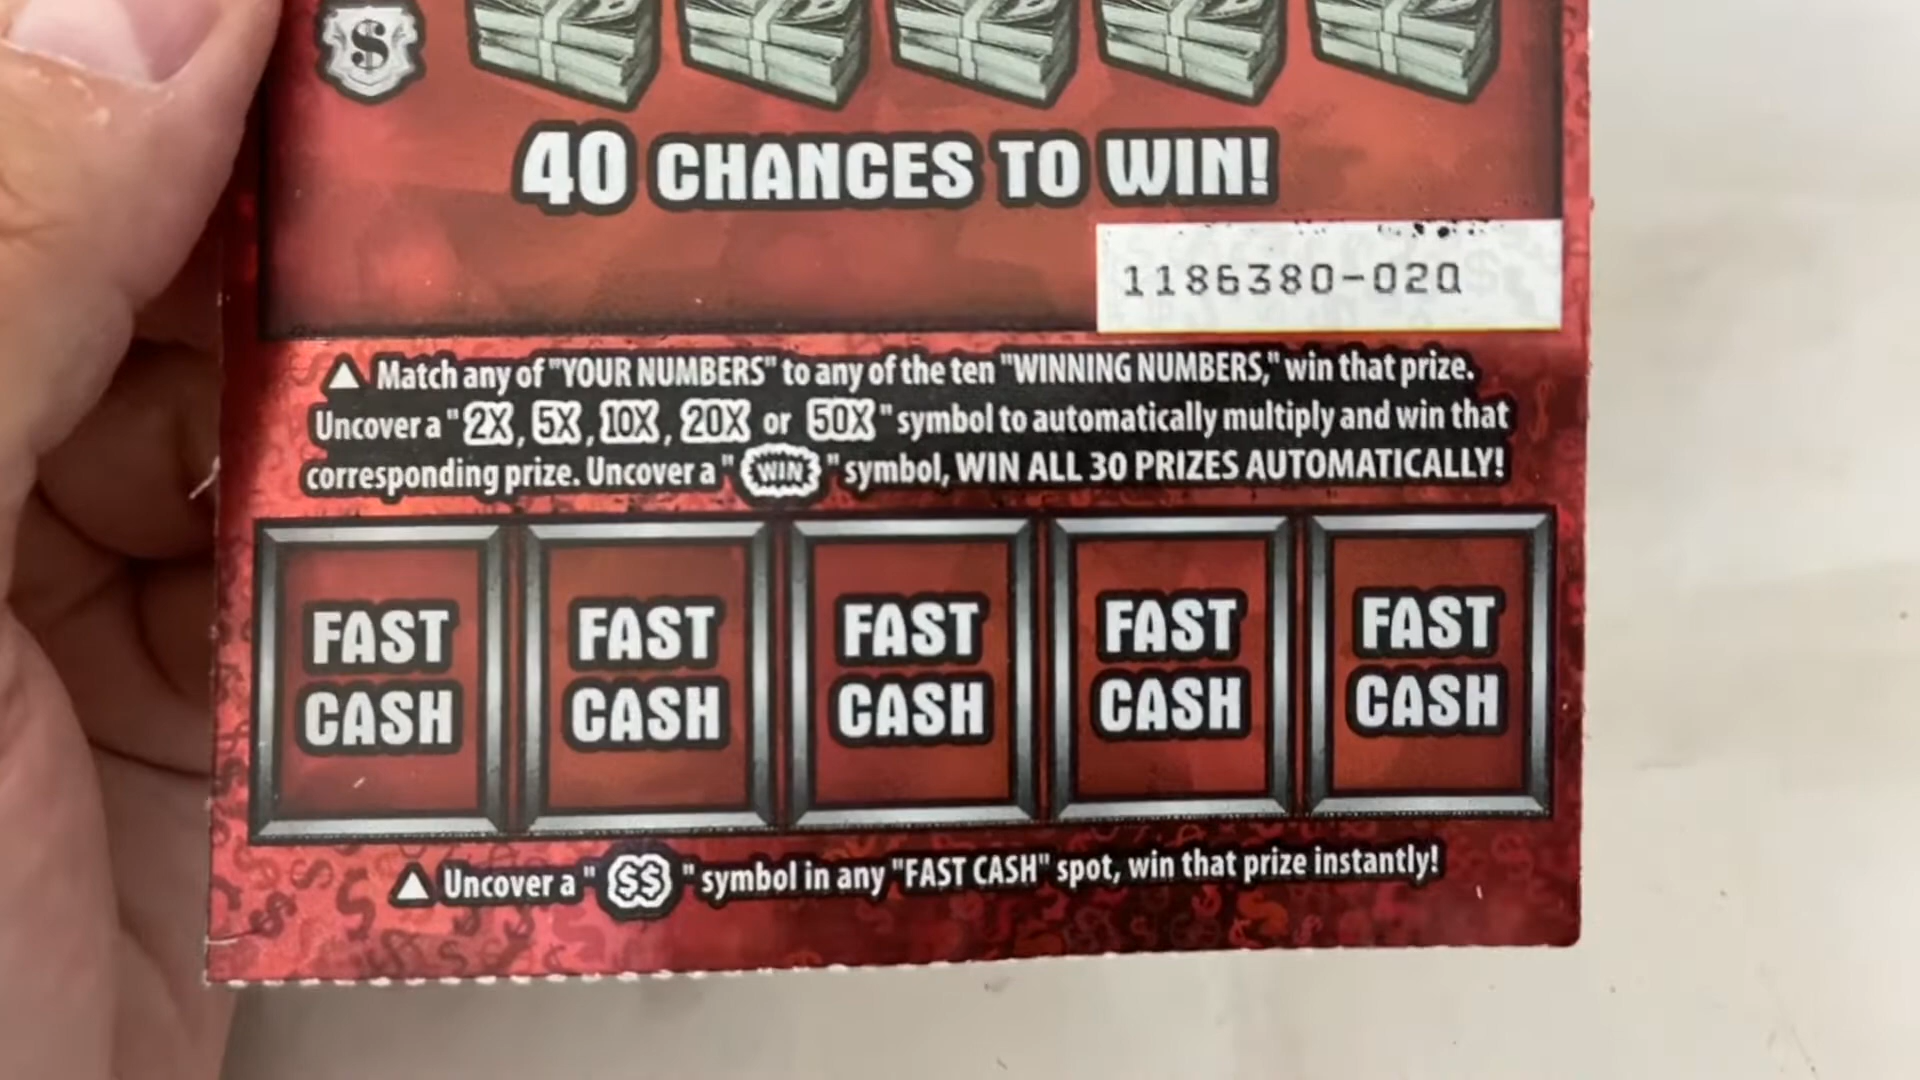 $
40 CHANCES TO WIN!
1186380-020
▲ Match any of "YOUR NUMBERS" to any of the ten "WINNING NUMBERS," win that prize.
Uncover a "2X, 5X, 10X, 20X or 50X" symbol to automatically multiply and win that
corresponding prize. Uncover a "WIN" symbol, WIN ALL 30 PRIZES AUTOMATICALLY!
FAST CASH
FAST CASH
FAST CASH
FAST CASH
FAST CASH
▲ Uncover a "$$" symbol in any "FAST CASH" spot, win that prize instantly!